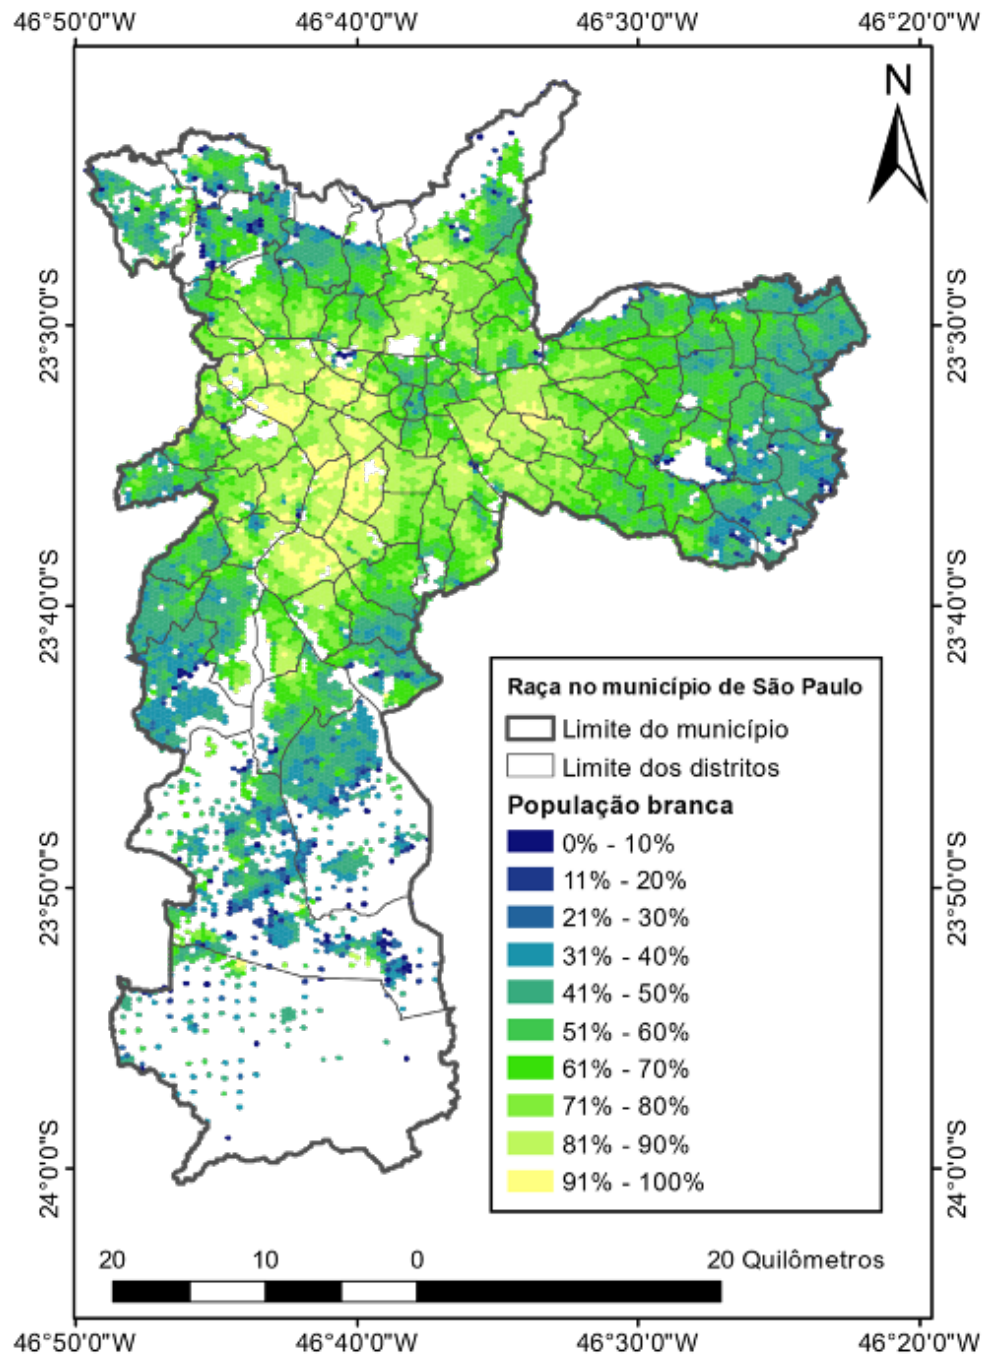 46°50'0"W 46°40'0"W 46°30'0"W 46°20'0"W
N
23°30'0"S 23°30'0"S
23°40'0"S 23°40'0"S
Raça no município de São Paulo
Limite do município
Limite dos distritos
População branca
0% - 10%
11% - 20%
21% - 30%
31% - 40%
41% - 50%
51% - 60%
61% - 70%
71% - 80%
81% - 90%
91% - 100%
23°50'0"S 23°50'0"S
24°0'0"S 24°0'0"S
20 10 0 20 Quilômetros
46°50'0"W 46°40'0"W 46°30'0"W 46°20'0"W